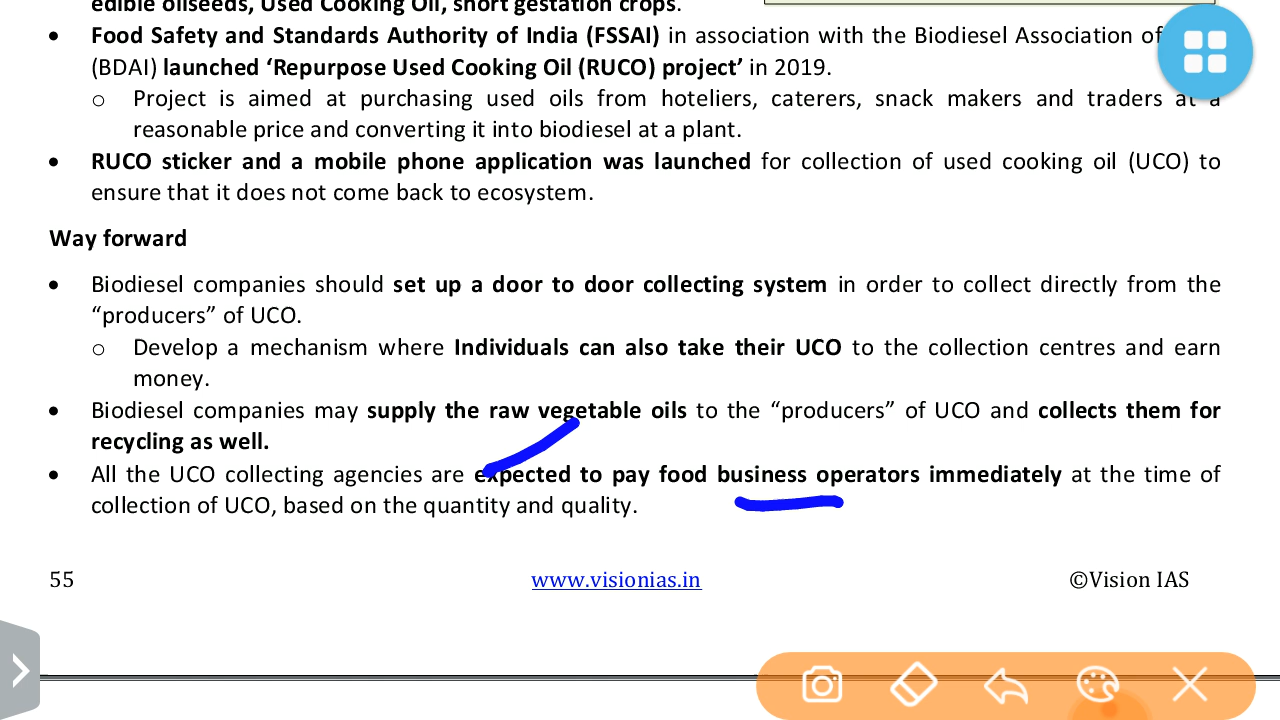 edible oilseeds, Used Cooking Oil, short gestation crops.
• Food Safety and Standards Authority of India (FSSAI) in association with the Biodiesel Association of
(BDAI) launched ‘Repurpose Used Cooking Oil (RUCO) project’ in 2019.
o Project is aimed at purchasing used oils from hoteliers, caterers, snack makers and traders at a
reasonable price and converting it into biodiesel at a plant.
• RUCO sticker and a mobile phone application was launched for collection of used cooking oil (UCO) to
ensure that it does not come back to ecosystem.
Way forward
• Biodiesel companies should set up a door to door collecting system in order to collect directly from the
“producers” of UCO.
o Develop a mechanism where Individuals can also take their UCO to the collection centres and earn
money.
• Biodiesel companies may supply the raw vegetable oils to the “producers” of UCO and collects them for
recycling as well.
• All the UCO collecting agencies are expected to pay food business operators immediately at the time of
collection of UCO, based on the quantity and quality.
55 www.visionias.in ©Vision IAS